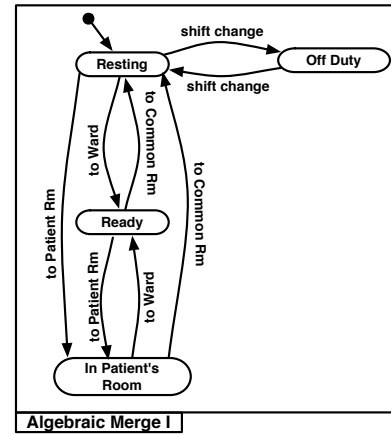 shift change
Resting
Off Duty
shift change
to Ward
to Common Rm
to Patient Rm
to Common Rm
Ready
to Patient Rm
to Ward
In Patient's
Room
Algebraic Merge I